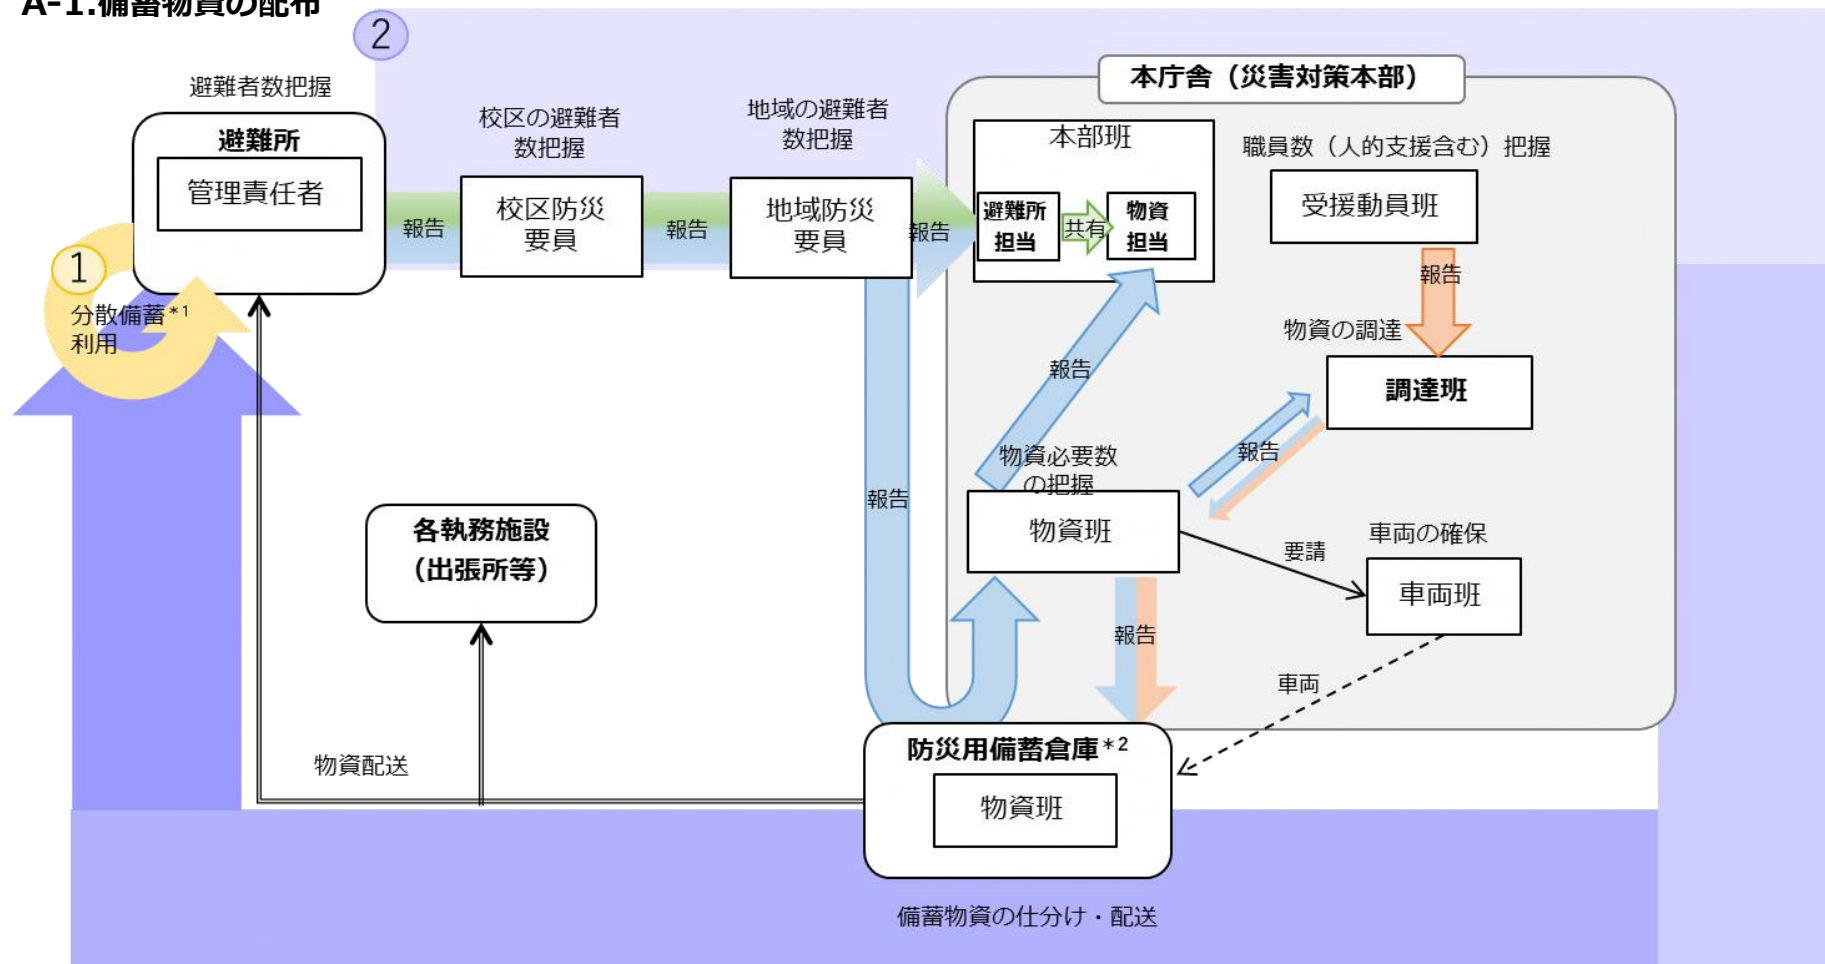 A-1.備蓄物資の配布
2
避難者数把握
避難所
管理責任者
1
分散備蓄*1
利用
報告
校区の避難者
数把握
校区防災
要員
報告
地域の避難者
数把握
地域防災
要員
報告
本庁舎（災害対策本部）
本部班
避難所
担当
共有
物資
担当
職員数（人的支援含む）把握
受援動員班
報告
物資の調達
調達班
報告
報告
物資必要数
の把握
物資班
報告
要請
車両の確保
車両班
報告
車両
各執務施設
（出張所等）
物資配送
防災用備蓄倉庫*2
物資班
備蓄物資の仕分け・配送